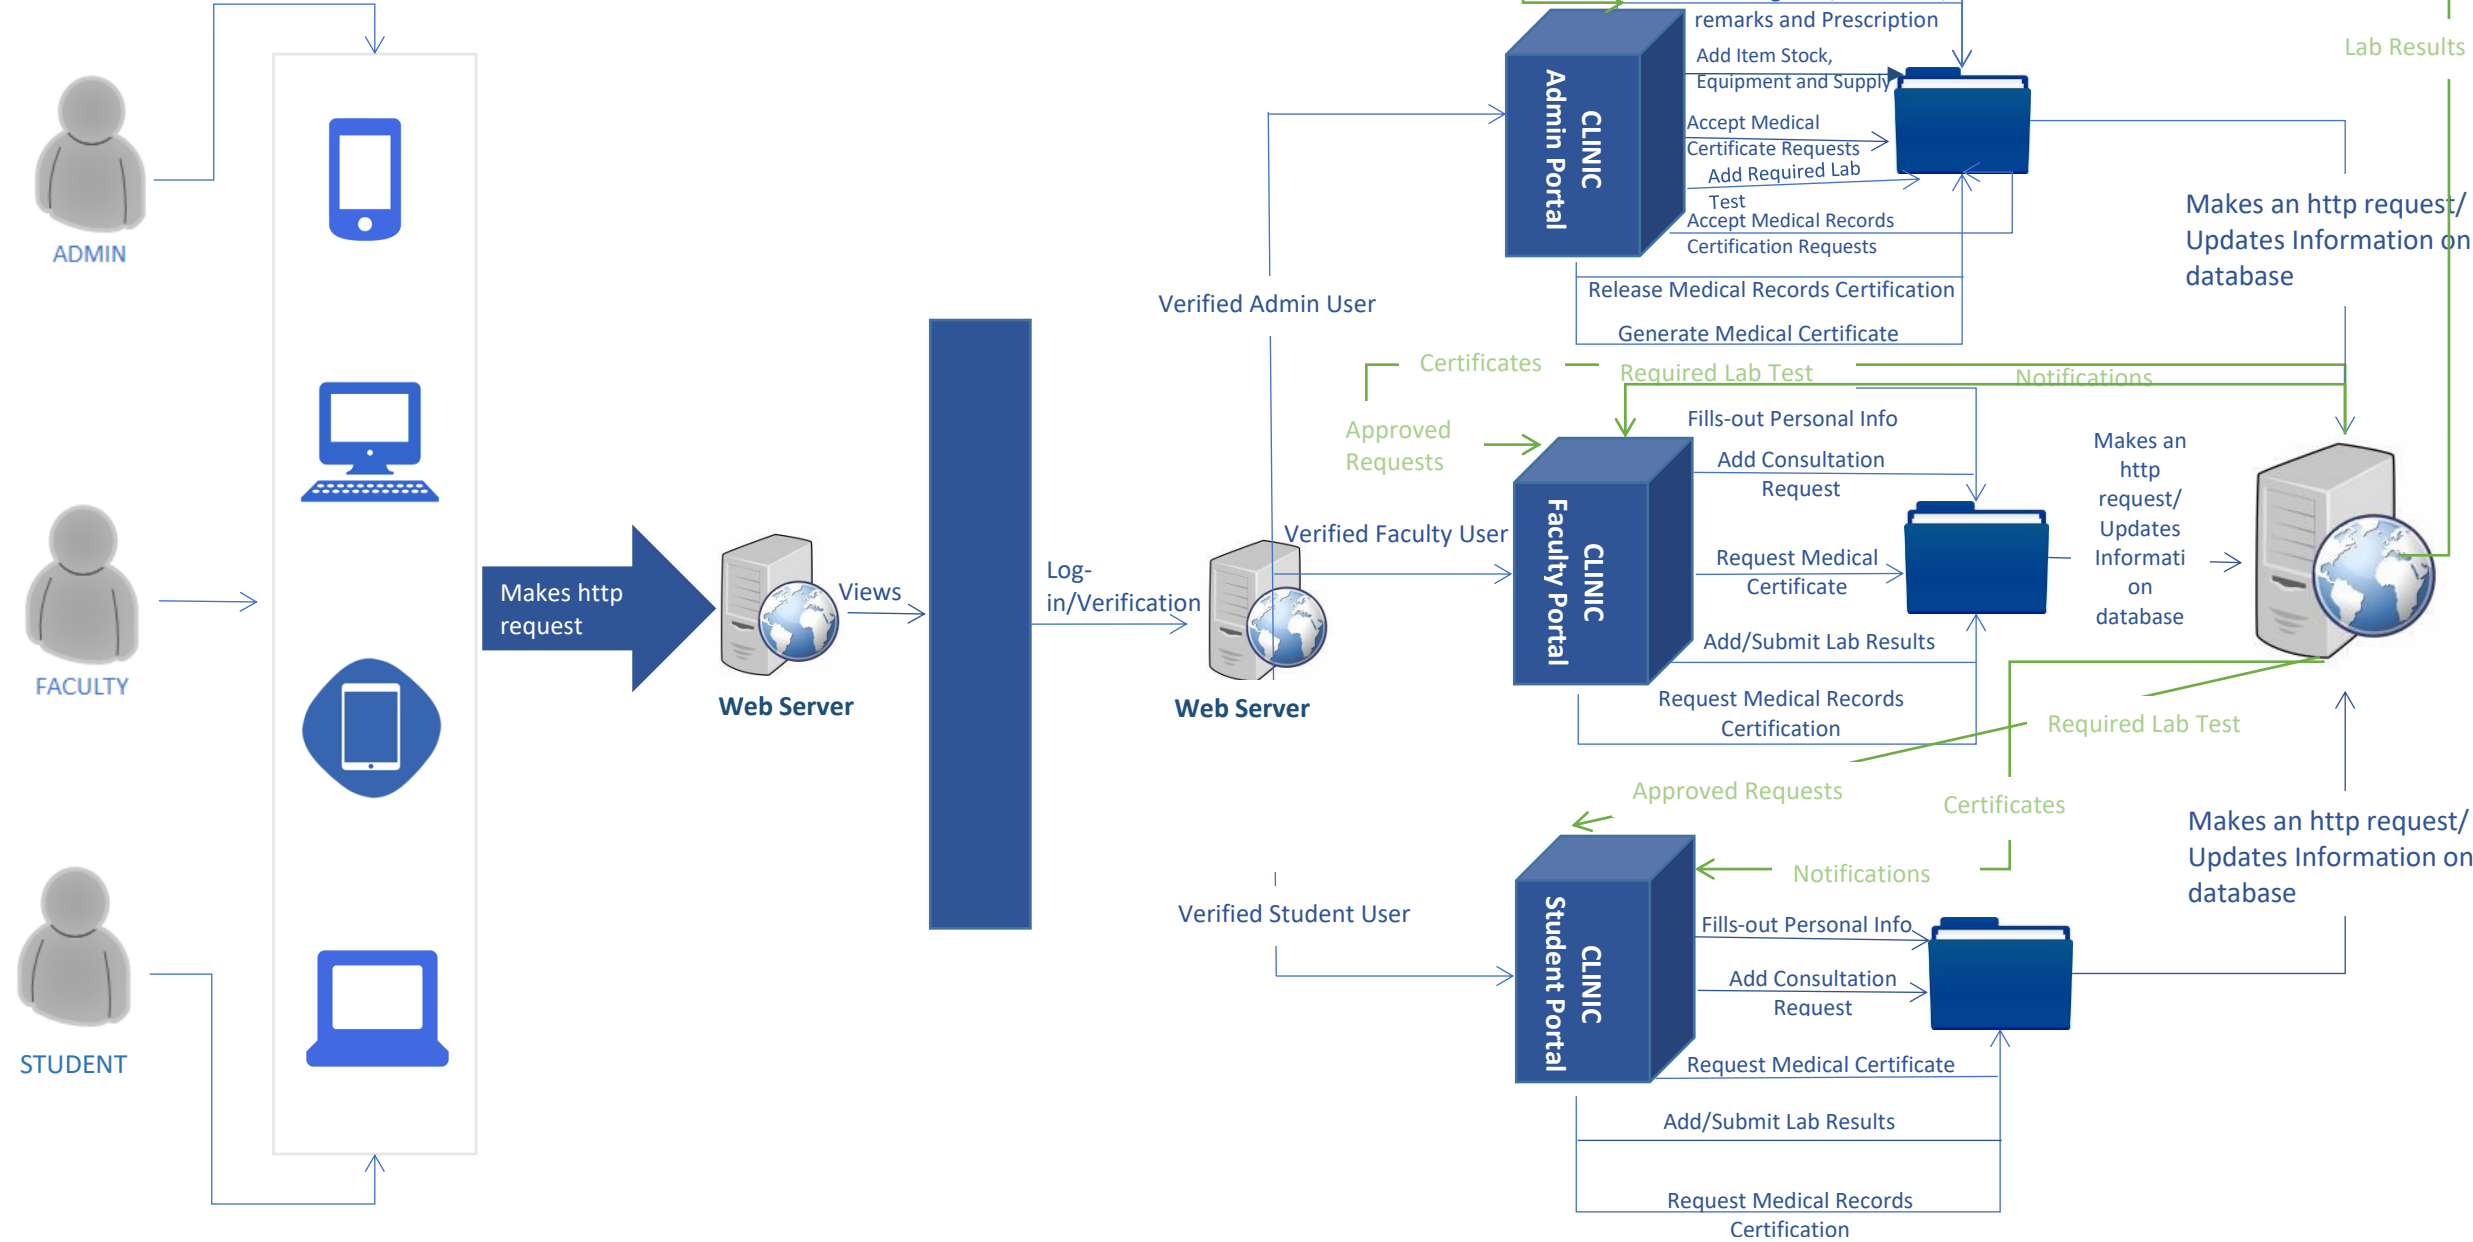 remarks and Prescription
Lab Results
Add Item Stock,
Equipment and Supply
CLINIC
Admin Portal
Accept Medical
Certificate Requests
Add Required Lab
Test
Accept Medical Records
Certification Requests
ADMIN
Makes an http request/
Updates Information on
database
Release Medical Records Certification
Verified Admin User
Generate Medical Certificate
Certificates
Required Lab Test
Notifications
Approved
Requests
Fills-out Personal Info
Add Consultation
Request
Makes an
http
request/
Updates
Informati
on
database
CLINIC
Faculty Portal
Verified Faculty User
Request Medical
Certificate
Makes http
request
Views
Log-
in/Verification
Add/Submit Lab Results
FACULTY
Web Server
Web Server
Request Medical Records
Certification
Required Lab Test
Approved Requests
Certificates
Makes an http request/
Updates Information on
database
Notifications
Verified Student User
CLINIC
Student Portal
Fills-out Personal Info
Add Consultation
Request
STUDENT
Request Medical Certificate
Add/Submit Lab Results
Request Medical Records
Certification